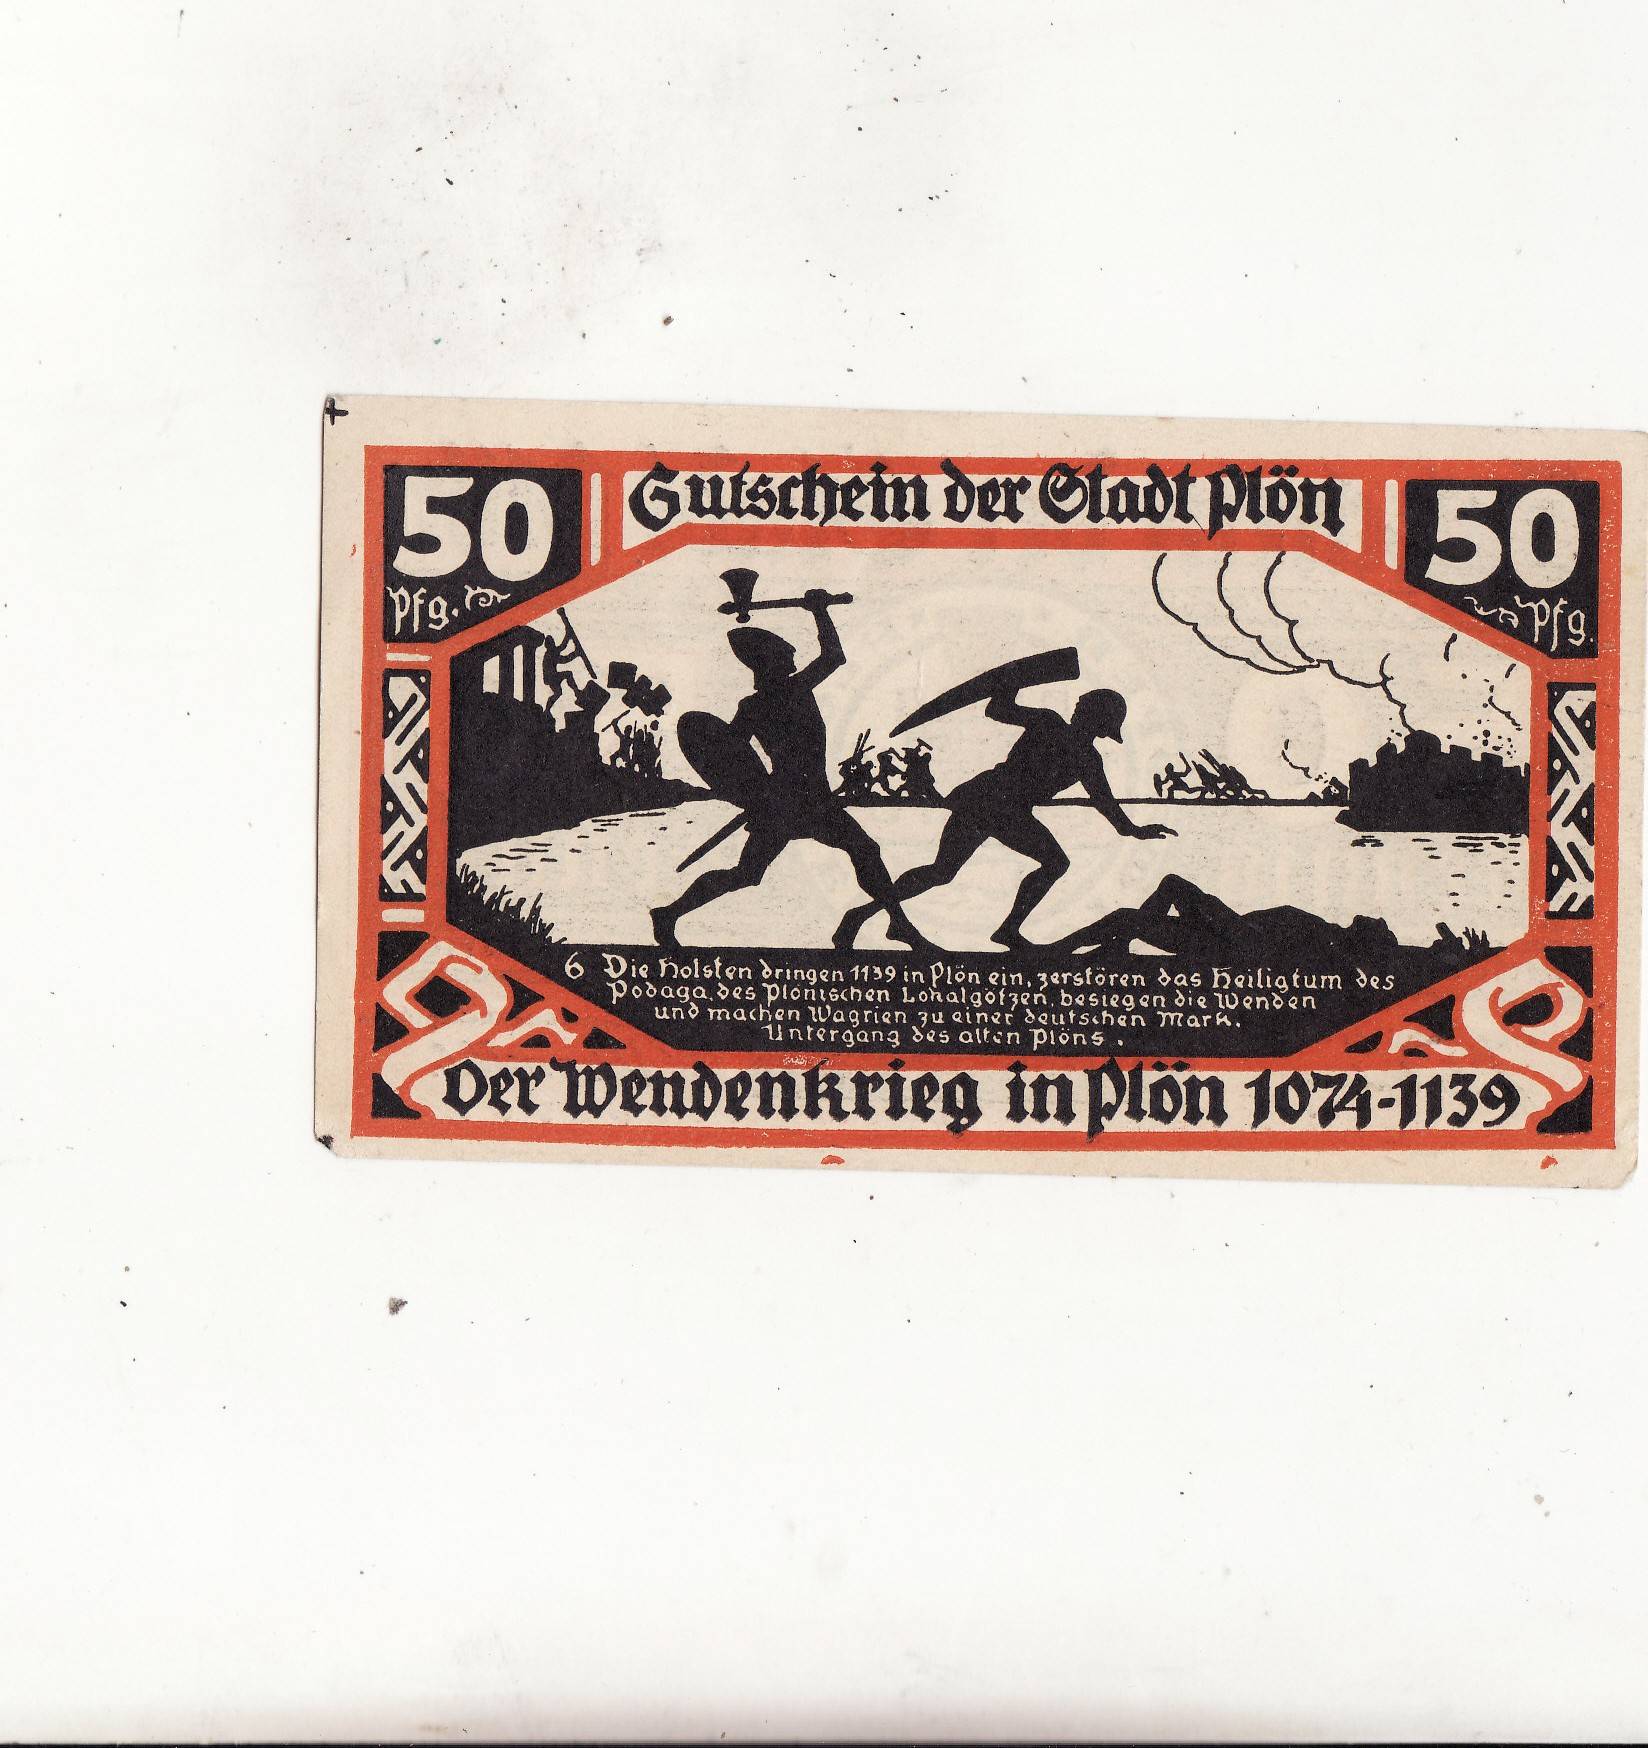 50
Pfg.
Gutschein der Stadt Plön
50
Pfg.
6 Die Holsten dringen 1139 in Plön ein, zerstören das Heiligtum des
Podaga, des Plönischen Lokalgötzen, besiegen die Wenden
und machen Wagrien zu einer deutschen Mark.
Untergang des alten Plöns.
Der Wendenkrieg in Plön 1074-1139